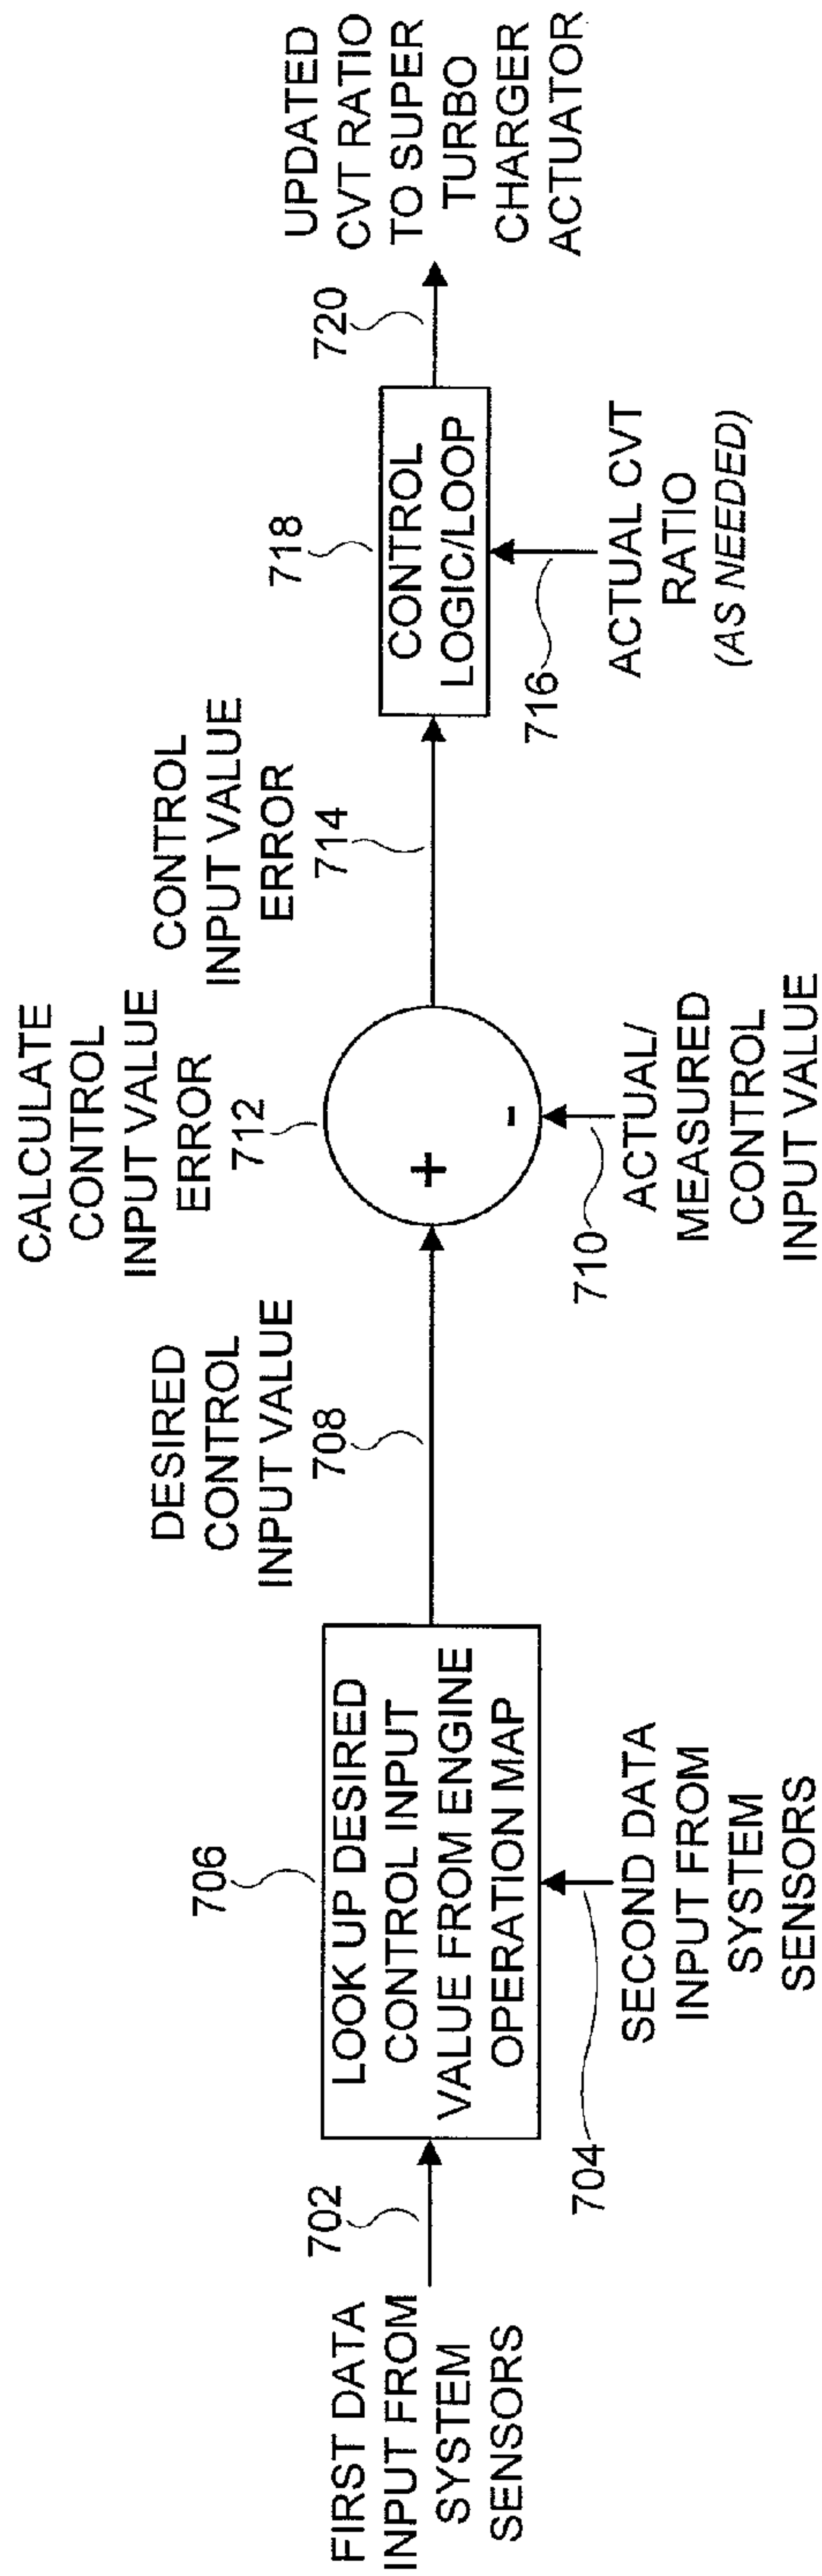 FIRST DATA
INPUT FROM
SYSTEM
SENSORS
702
704
SECOND DATA
INPUT FROM
SYSTEM
SENSORS
706
LOOK UP DESIRED
CONTROL INPUT
VALUE FROM ENGINE
OPERATION MAP
DESIRED
CONTROL
INPUT VALUE
708
CALCULATE
CONTROL
INPUT VALUE
ERROR
712
+
-
710
ACTUAL/
MEASURED
CONTROL
INPUT VALUE
CONTROL
INPUT VALUE
ERROR
714
718
CONTROL
LOGIC/LOOP
716
ACTUAL CVT
RATIO
(AS NEEDED)
720
UPDATED
CVT RATIO
TO SUPER
TURBO
CHARGER
ACTUATOR